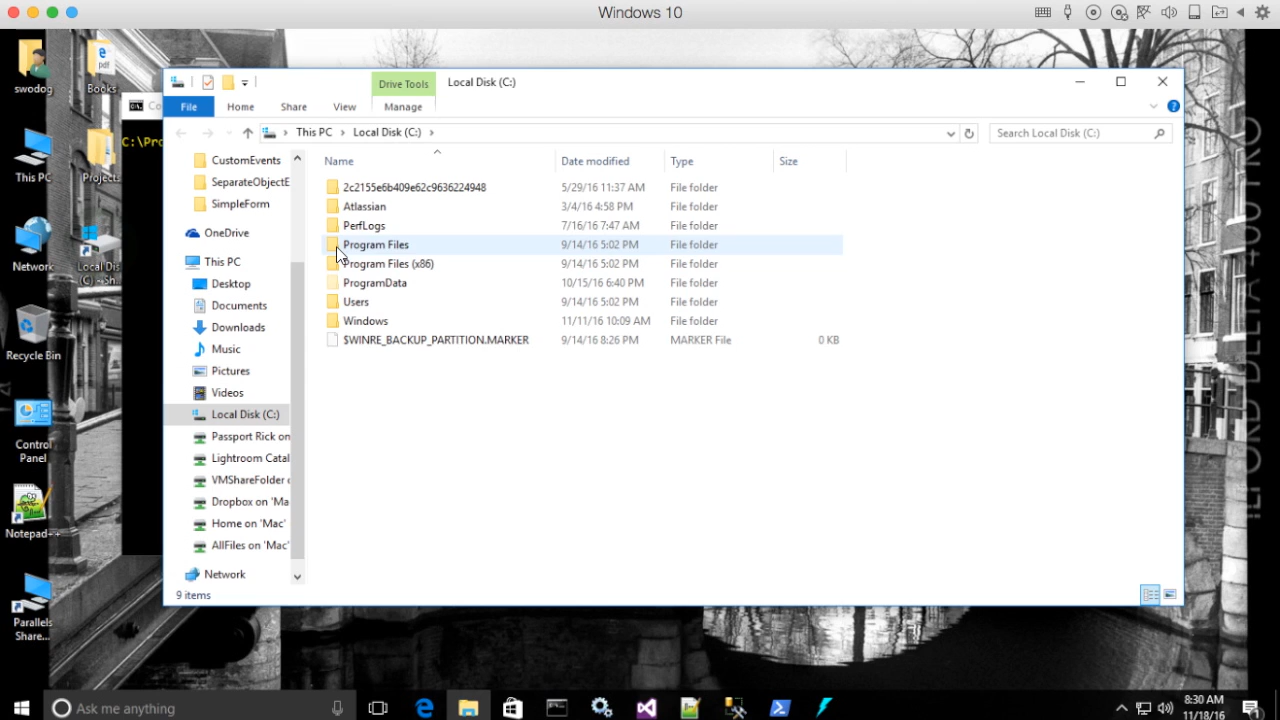 Windows 10
Drive Tools
Local Disk (C:)
File
Home
Share
View
Manage
This PC
Local Disk (C:)
Search Local Disk (C:)
Name
Date modified
Type
Size
CustomEvents
SeparateObjectE
SimpleForm
OneDrive
This PC
Desktop
Documents
Downloads
Music
Pictures
Videos
Local Disk (C:)
Passport Rick on
Lightroom Catal
VMShareFolder
Dropbox on 'Ma
Home on 'Mac'
AllFiles on 'Mac'
Network
2c2155e6b409e62c9636224948 5/29/16 11:37 AM File folder
Atlassian 3/4/16 4:58 PM File folder
PerfLogs 7/16/16 7:47 AM File folder
Program Files 9/14/16 5:02 PM File folder
Program Files (x86) 9/14/16 5:02 PM File folder
ProgramData 10/15/16 6:40 PM File folder
Users 9/14/16 5:02 PM File folder
Windows 11/11/16 10:09 AM File folder
$WINRE_BACKUP_PARTITION.MARKER 9/14/16 8:26 PM MARKER File 0 KB
9 items
swodog
Books
pdf
This PC
Projects
Network
Local Dis
(C) - Sh
Recycle Bin
Control
Panel
Notepad++
Parallels
Share...
Co
C:\Pro
ILFORD DELTA 400 PRO
Ask me anything
8:30 AM
11/18/16